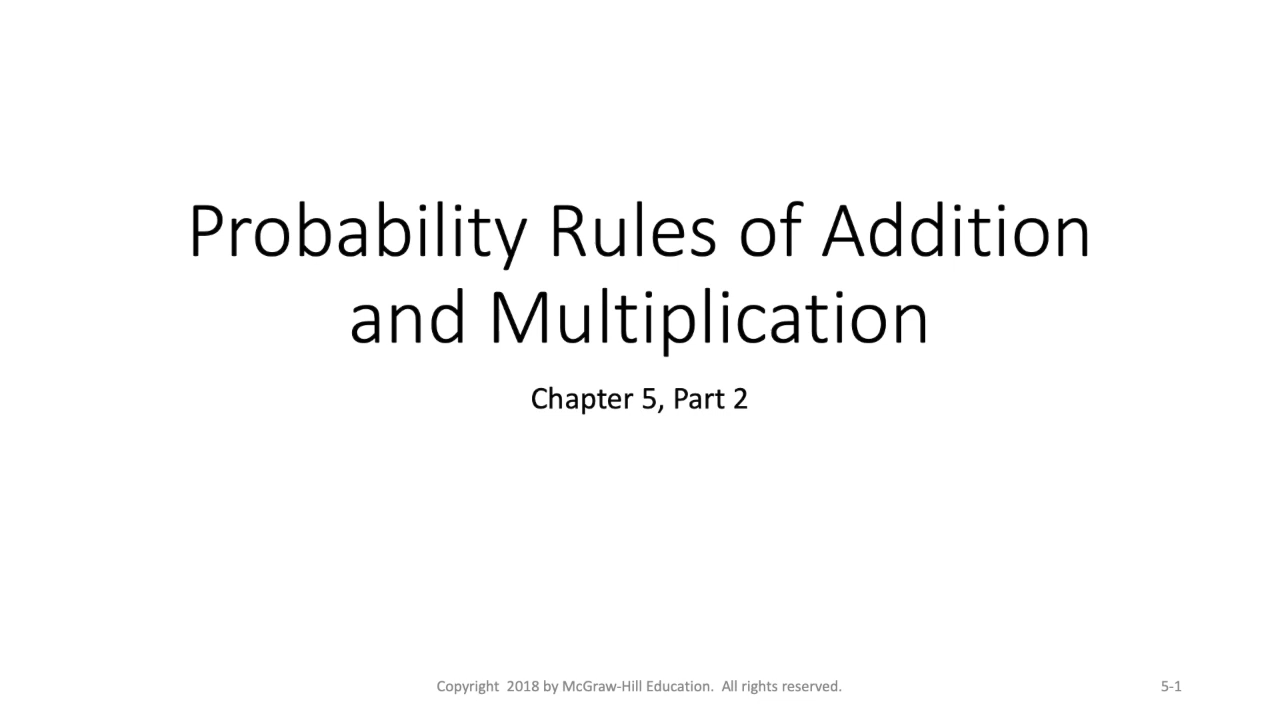 Probability Rules of Addition
and Multiplication
Chapter 5, Part 2
Copyright  2018 by McGraw-Hill Education.  All rights reserved.
5-1